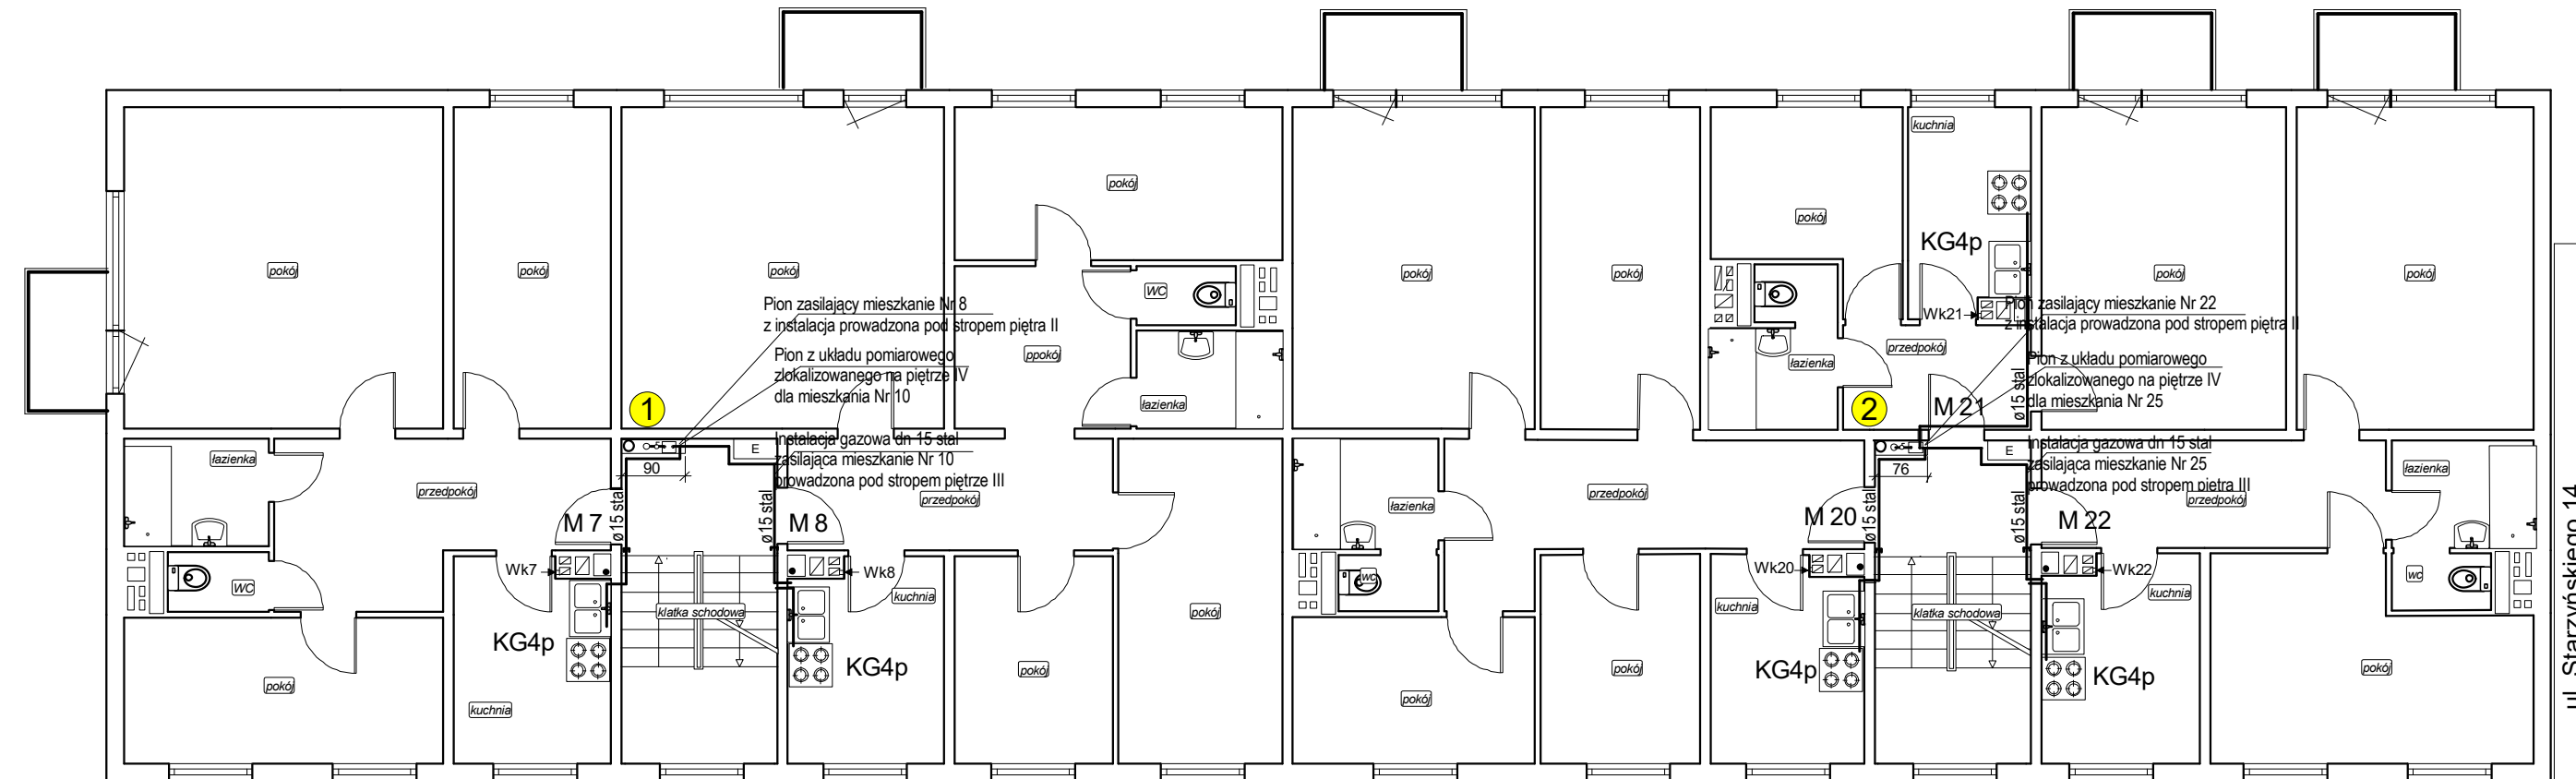 kuchnia
pokój
pokój
pokój
KG4p
pokój
pokój
pokój
pokój
pokój
pokój
pokój
WC
Pion zasilający mieszkanie Nr 8
z instalacja prowadzona pod stropem piętra II
Pion z układu pomiarowego
zlokalizowanego na piętrze IV
dla mieszkania Nr 10
ppokój
łazienka
Wk21
Pion zasilający mieszkanie Nr 22
z instalacja prowadzona pod stropem piętra II
Pion z układu pomiarowego
zlokalizowanego na piętrze IV
dla mieszkania Nr 25
łazienka
przedpokój
1
2
M 21
ø15 stal
E
Instalacja gazowa dn 15 stal
zasilająca mieszkanie Nr 10
prowadzona pod stropem piętrze III
E
Instalacja gazowa dn 15 stal
zasilająca mieszkanie Nr 25
prowadzona pod stropem piętra III
90
76
łazienka
przedpokój
przedpokój
łazienka
przedpokój
przedpokój
łazienka
M 7
ø15 stal
ø15 stal
M 8
M 20
ø15 stal
ø15 stal
M 22
Wk7
Wk8
Wk20
Wk22
WC
WC
WC
kuchnia
kuchnia
kuchnia
klatka schodowa
klatka schodowa
pokój
KG4p
KG4p
KG4p
KG4p
pokój
pokój
pokój
pokój
pokój
kuchnia
ul. Starzyńskiego 14